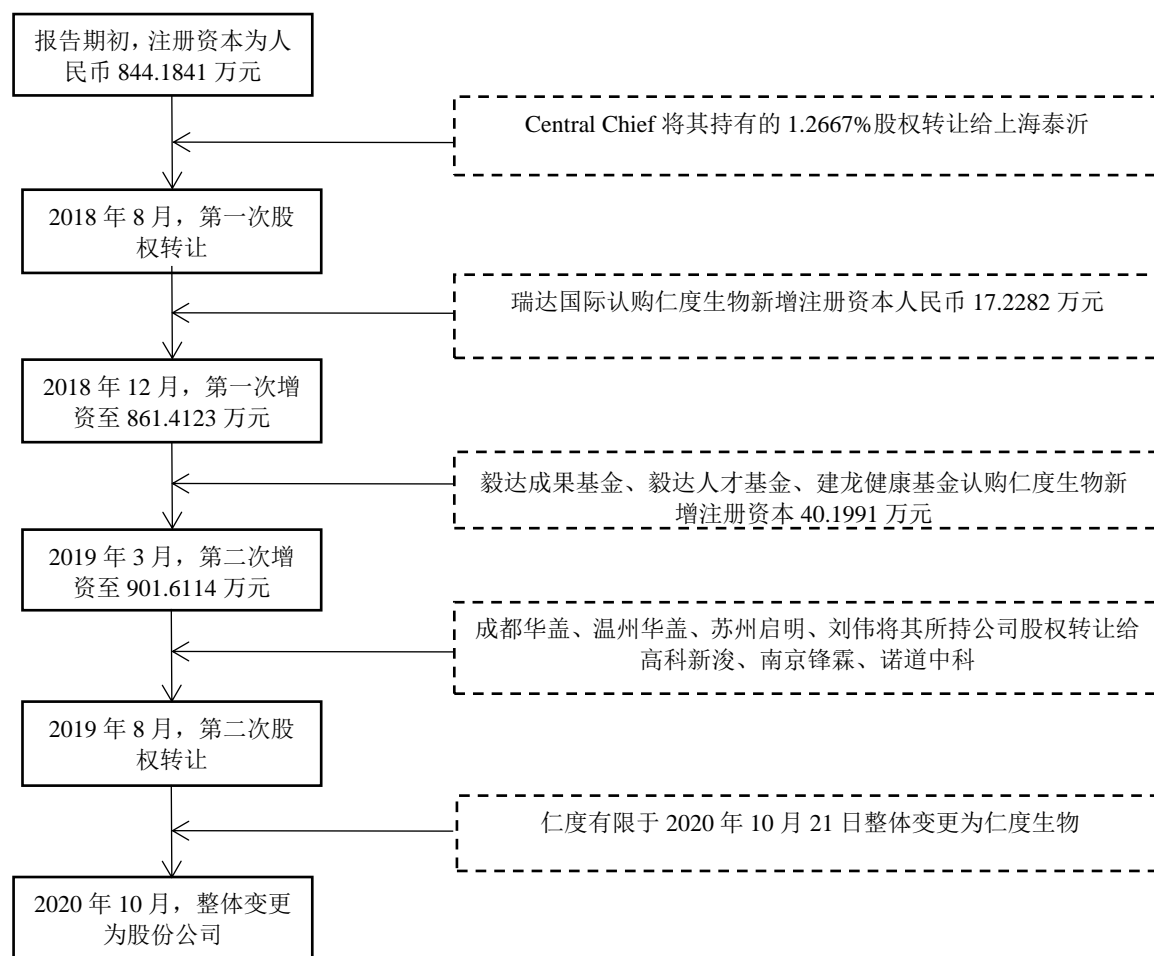 报告期初，注册资本为人
民币 844.1841 万元
Central Chief 将其持有的 1.2667%股权转让给上海泰沂
2018 年 8 月，第一次股
权转让
瑞达国际认购仁度生物新增注册资本人民币 17.2282 万元
2018 年 12 月，第一次增
资至 861.4123 万元
毅达成果基金、毅达人才基金、建龙健康基金认购仁度生物新
增注册资本 40.1991 万元
2019 年 3 月，第二次增
资至 901.6114 万元
成都华盖、温州华盖、苏州启明、刘伟将其所持公司股权转让给
高科新浚、南京锋霖、诺道中科
2019 年 8 月，第二次股
权转让
仁度有限于 2020 年 10 月 21 日整体变更为仁度生物
2020 年 10 月，整体变更
为股份公司